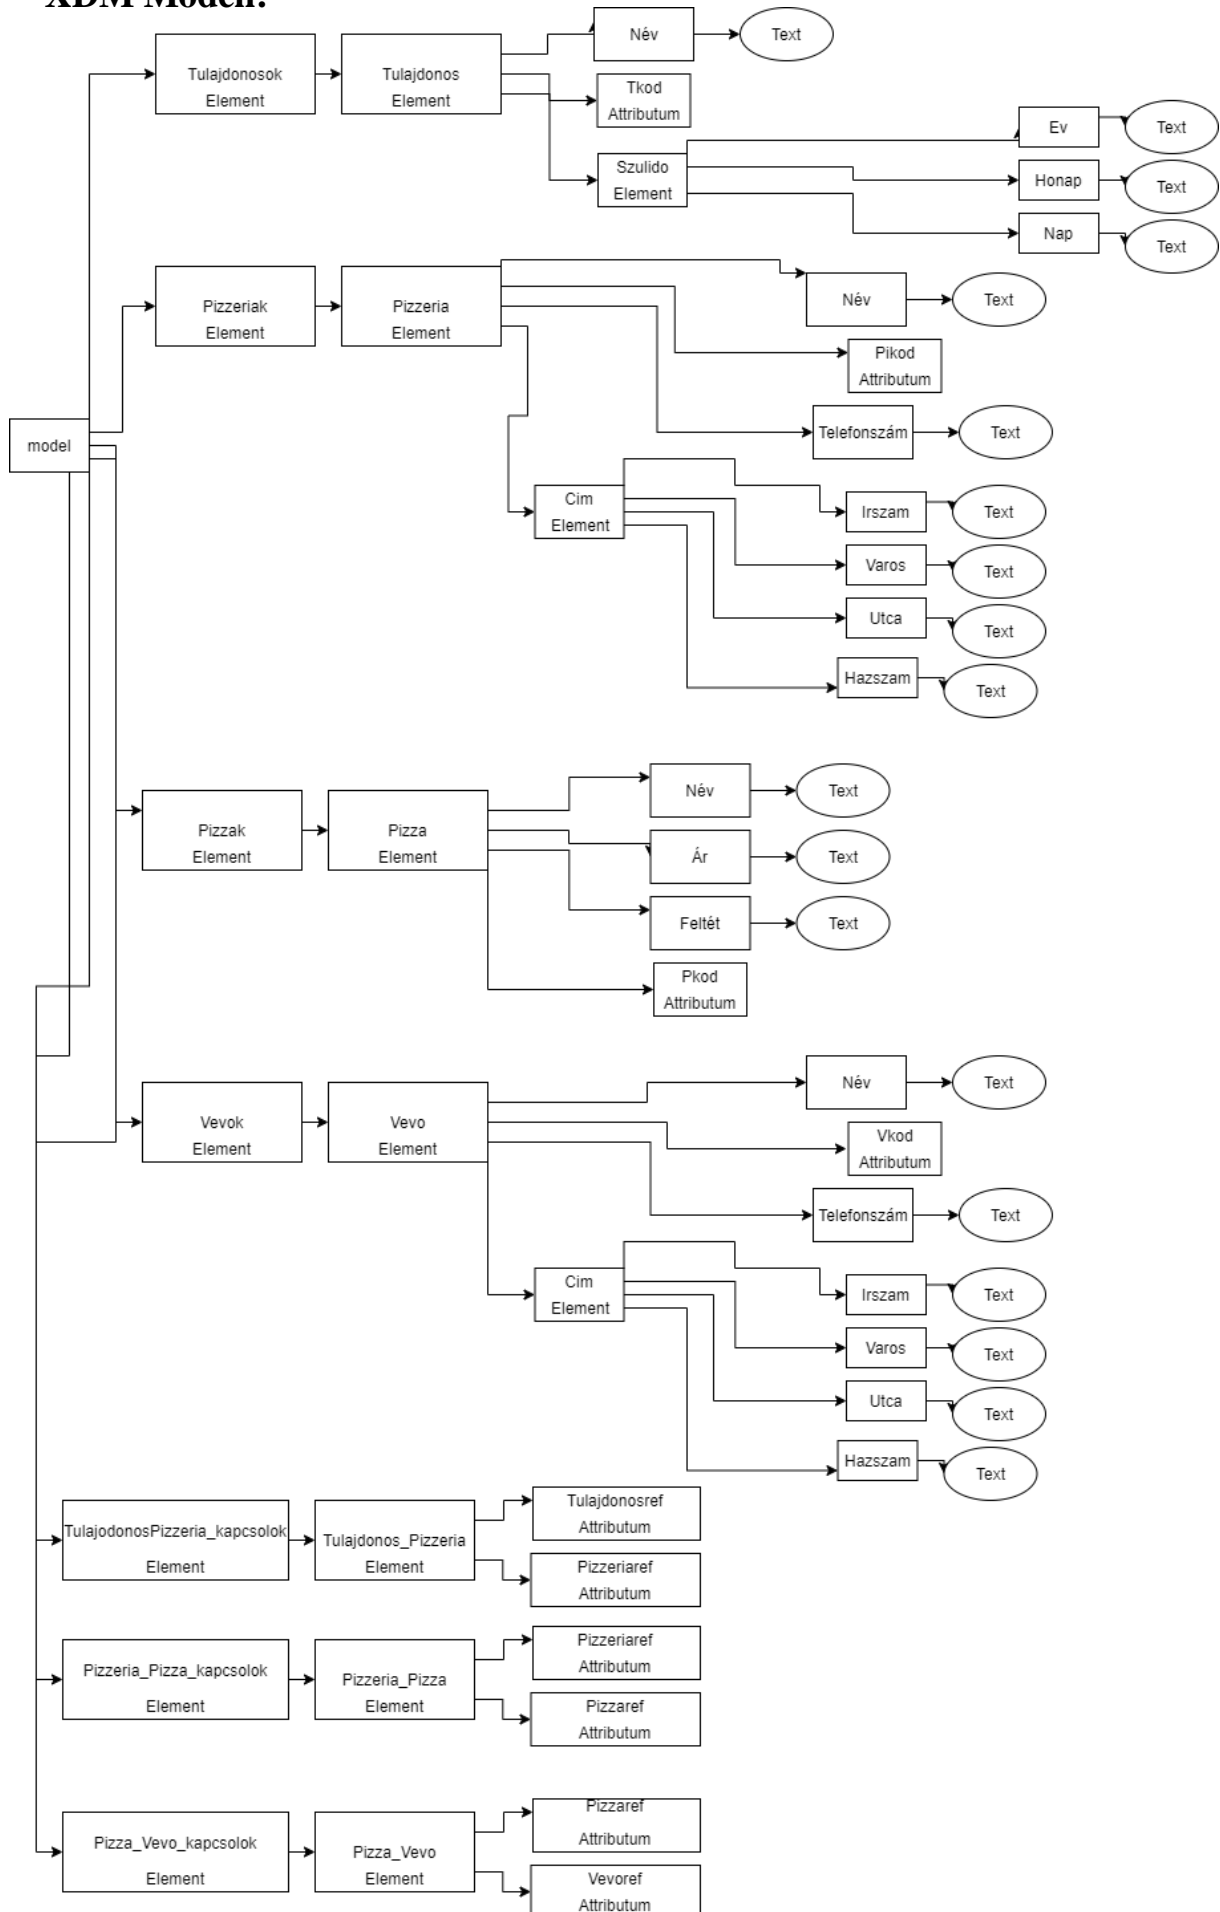 XDM Modell:
Név
Text
Tulajdonosok
Element
Tulajdonos
Element
Tkod
Attributum
Ev
Text
Szulido
Element
Honap
Text
Nap
Text
Pizzeriak
Element
Pizzeria
Element
Név
Text
Pikod
Attributum
model
Telefonszám
Text
Cim
Element
Irszam
Text
Varos
Text
Utca
Text
Hazszam
Text
Pizzak
Element
Pizza
Element
Név
Text
Ár
Text
Feltét
Text
Pkod
Attributum
Vevok
Element
Vevo
Element
Név
Text
Vkod
Attributum
Telefonszám
Text
Cim
Element
Irszam
Text
Varos
Text
Utca
Text
Hazszam
Text
TulajodonosPizzeria_kapcsolok
Element
Tulajdonos_Pizzeria
Element
Tulajdonosref
Attributum
Pizzeriaref
Attributum
Pizzeria_Pizza_kapcsolok
Element
Pizzeria_Pizza
Element
Pizzeriaref
Attributum
Pizzaref
Attributum
Pizza_Vevo_kapcsolok
Element
Pizza_Vevo
Element
Pizzaref
Attributum
Vevoref
Attributum